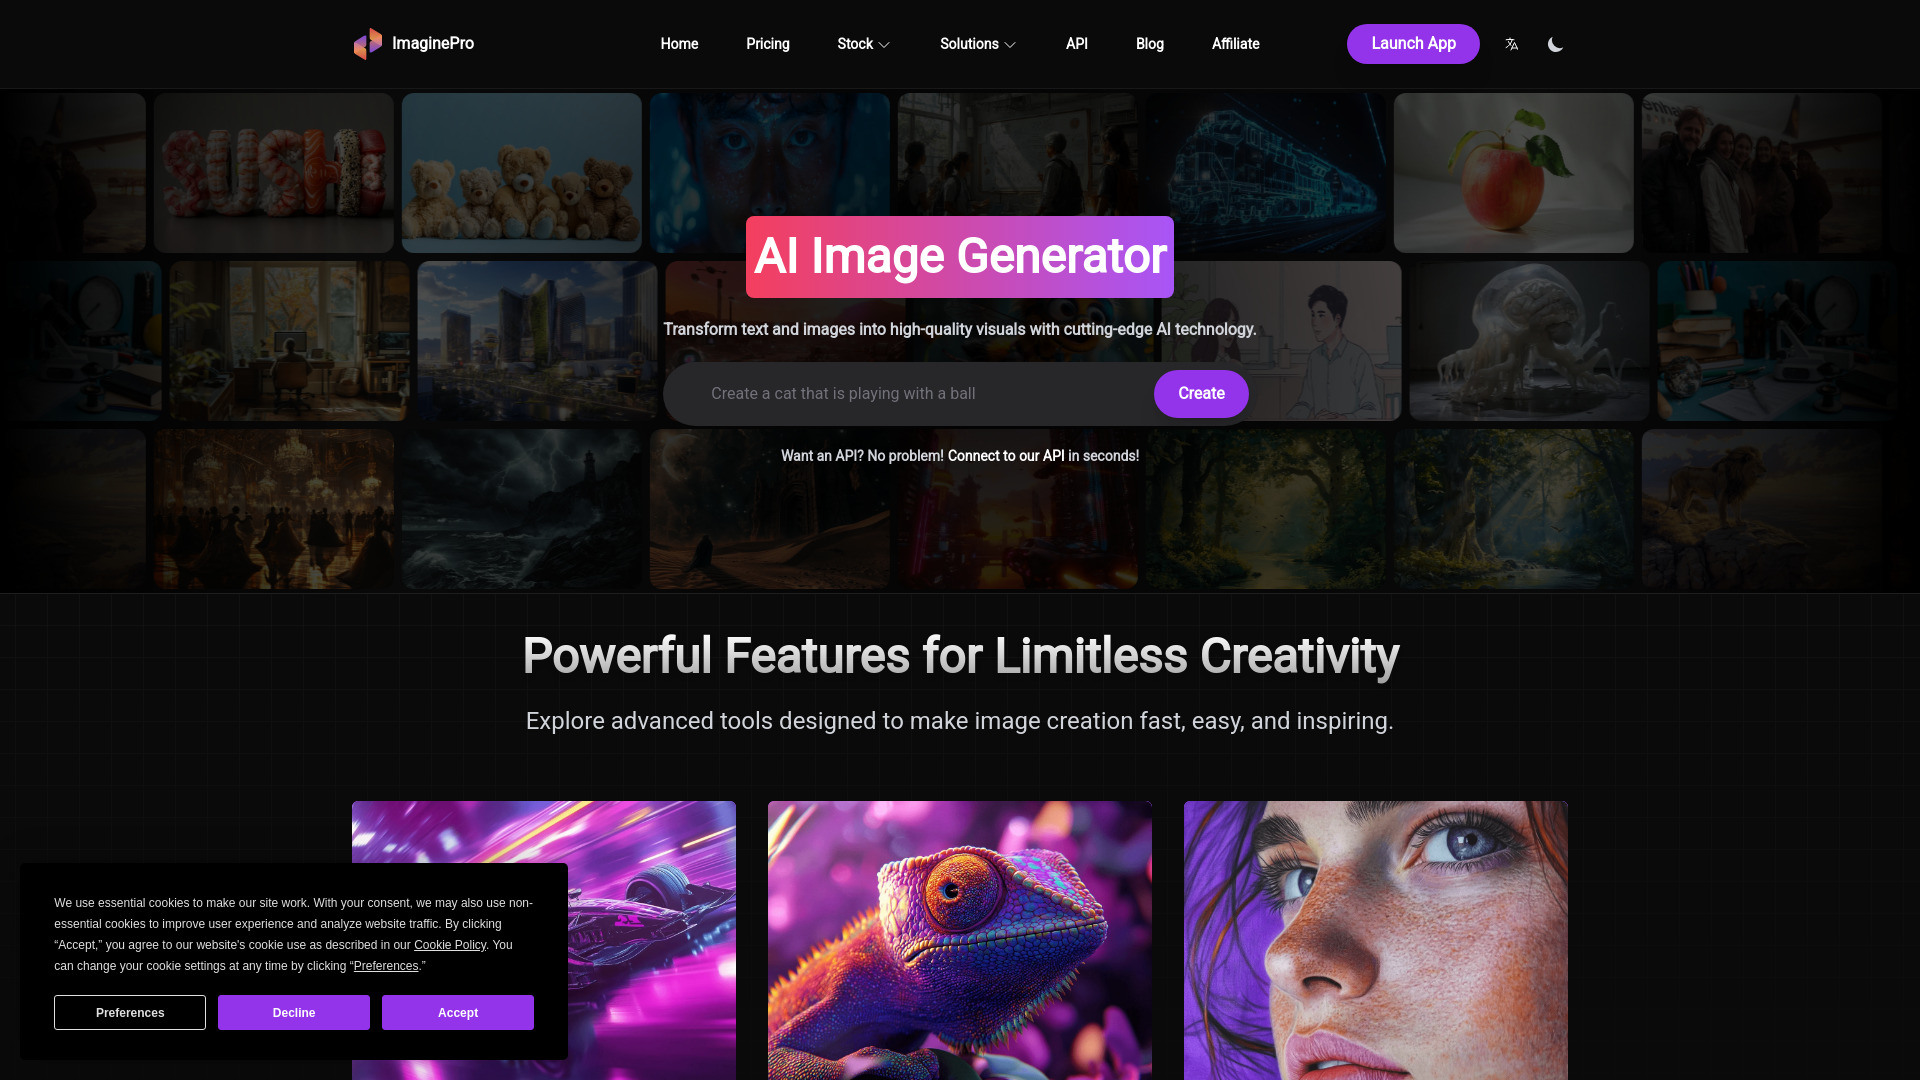 ImaginePro
Home
Pricing
Stock
Solutions
API
Blog
Affiliate
Launch App
SUSHI
AI Image Generator
Transform text and images into high-quality visuals with cutting-edge AI technology.
Create a cat that is playing with a ball
Create
Want an API? No problem! Connect to our API in seconds!
Powerful Features for Limitless Creativity
Explore advanced tools designed to make image creation fast, easy, and inspiring.
We use essential cookies to make our site work. With your consent, we may also use non-
essential cookies to improve user experience and analyze website traffic. By clicking
“Accept,” you agree to our website's cookie use as described in our Cookie Policy. You
can change your cookie settings at any time by clicking “Preferences.”
Preferences
Decline
Accept